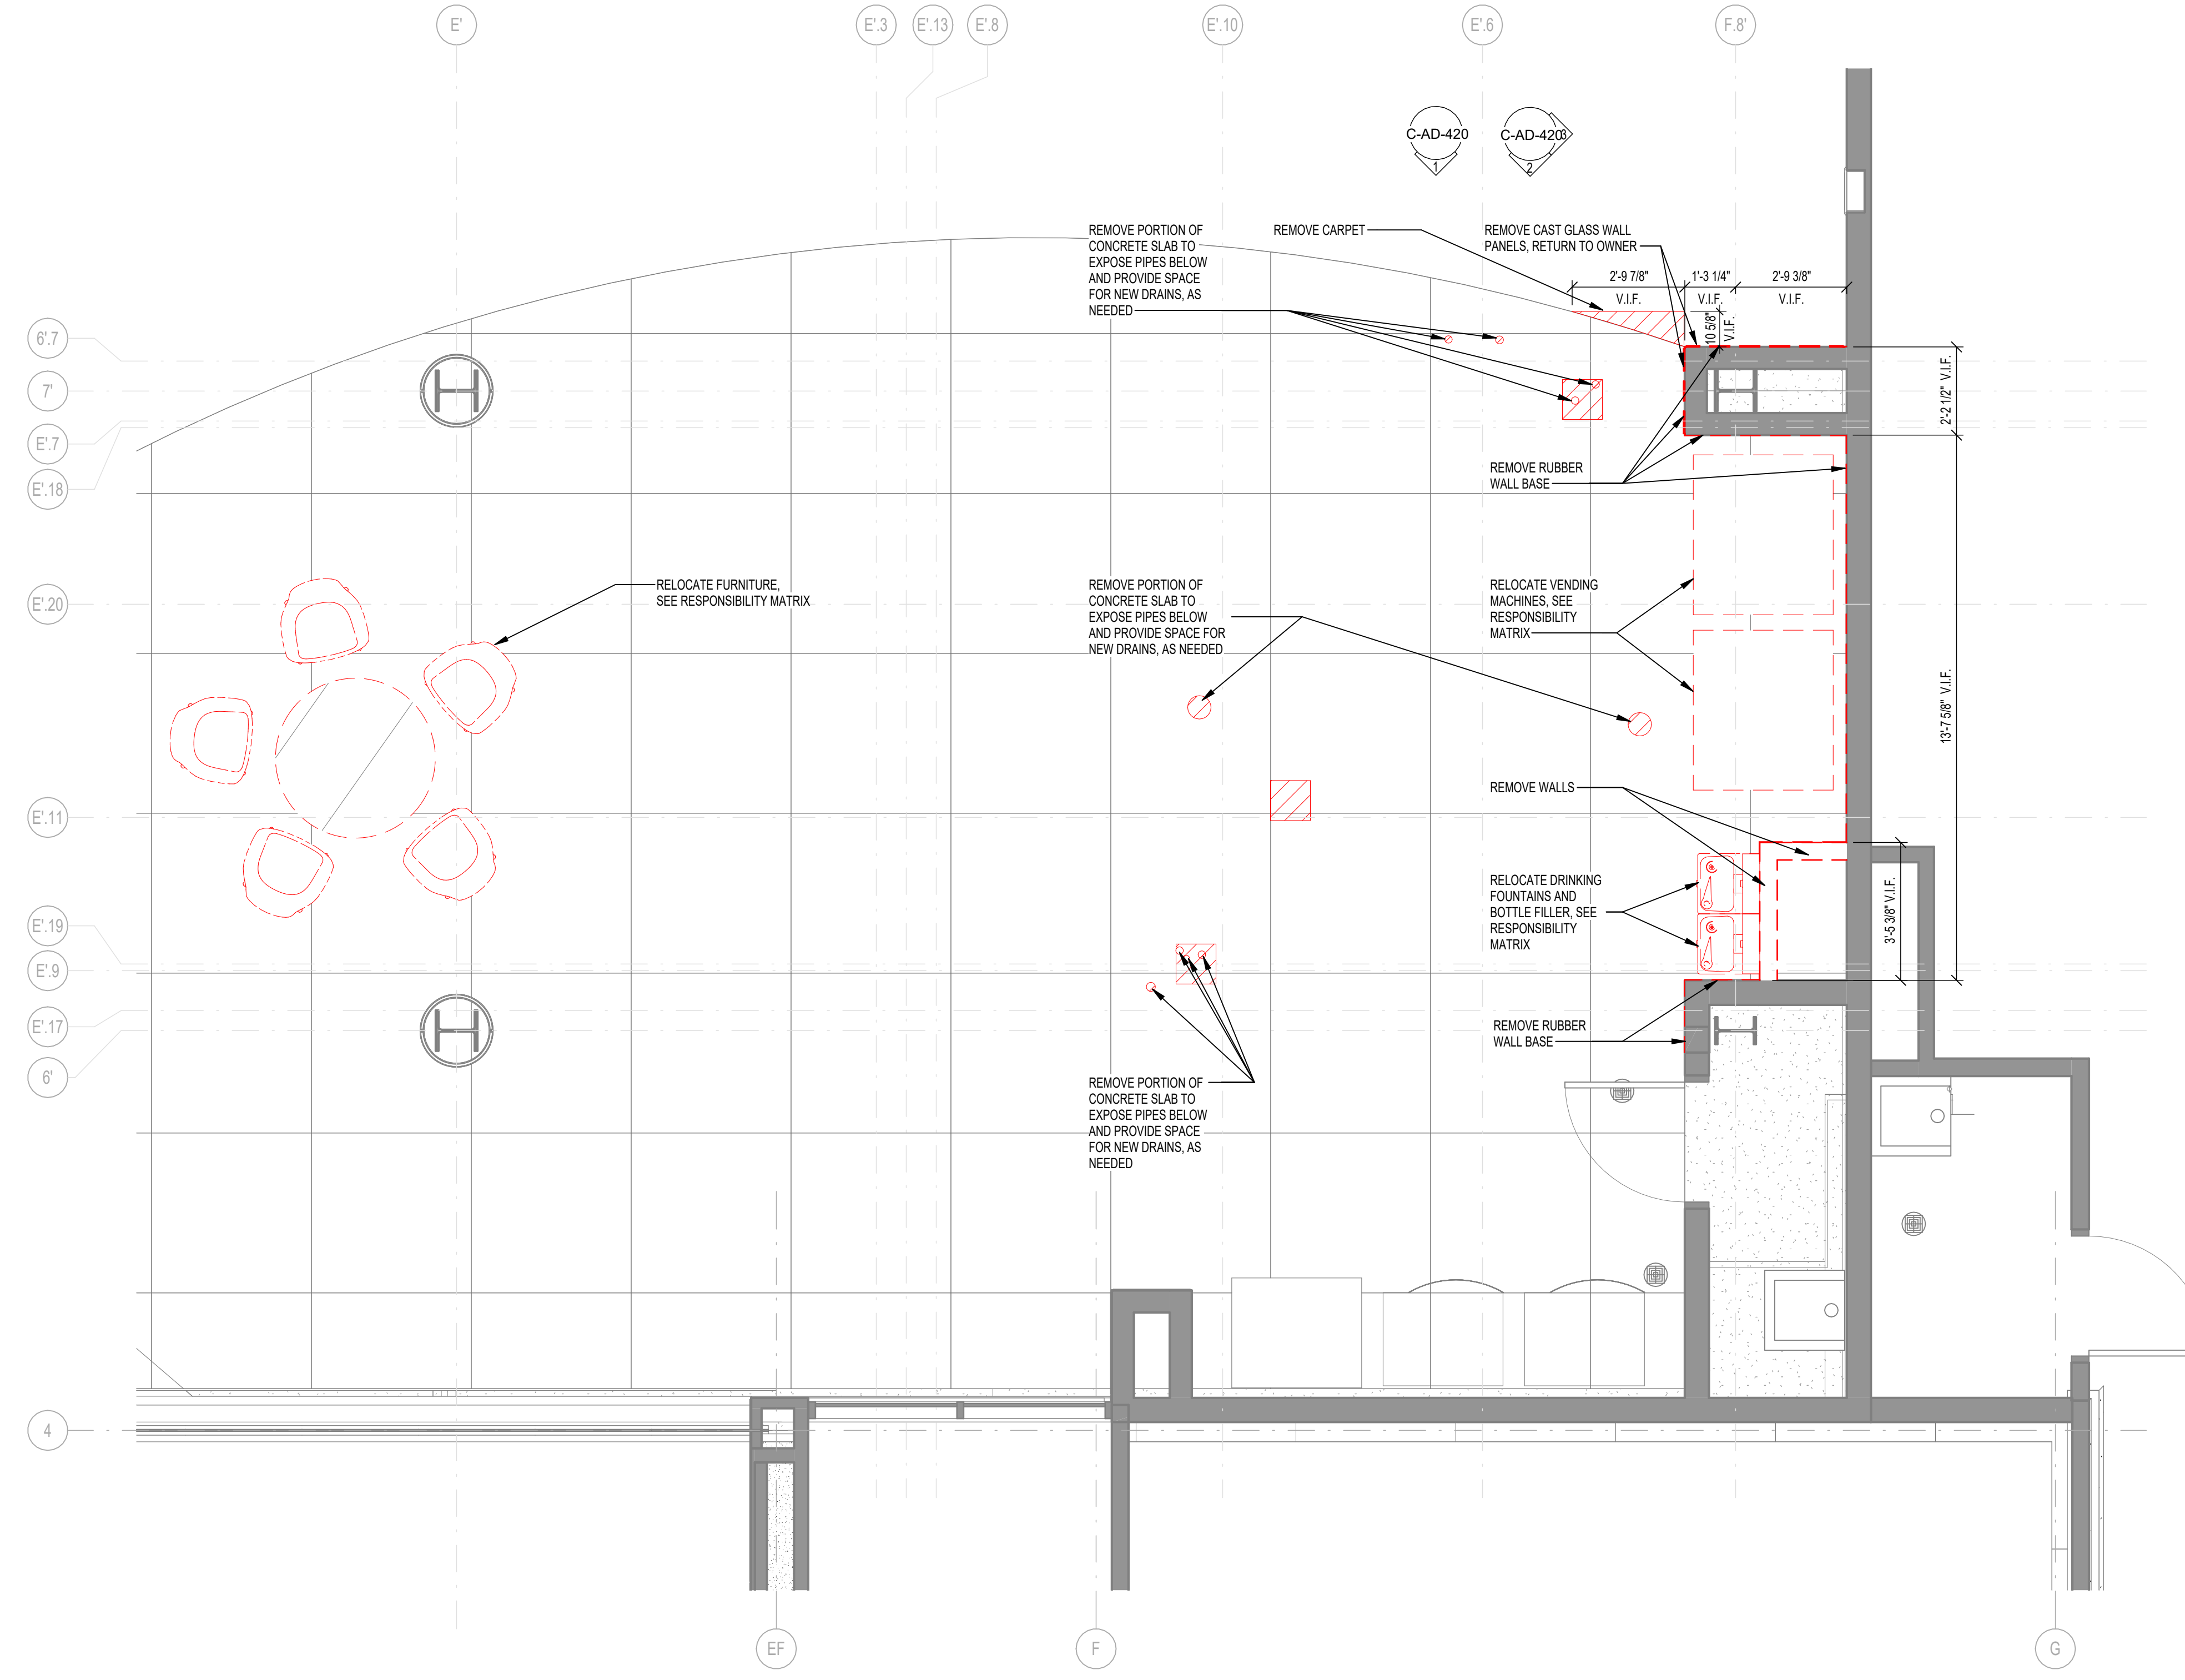 E'
E'.3
E'.13
E'.8
E'.10
E'.6
F.8'
C-AD-420
1
C-AD-420
2
3
REMOVE PORTION OF
CONCRETE SLAB TO
EXPOSE PIPES BELOW
AND PROVIDE SPACE
FOR NEW DRAINS, AS
NEEDED
REMOVE CARPET
REMOVE CAST GLASS WALL
PANELS, RETURN TO OWNER
2'-9 7/8"
V.I.F.
1'-3 1/4"
V.I.F.
2'-9 3/8"
V.I.F.
10 5/8"
V.I.F.
2'-2 1/2" V.I.F.
6'.7
7'
E'.7
E'.18
REMOVE RUBBER
WALL BASE
E'.20
RELOCATE FURNITURE,
SEE RESPONSIBILITY MATRIX
REMOVE PORTION OF
CONCRETE SLAB TO
EXPOSE PIPES BELOW
AND PROVIDE SPACE FOR
NEW DRAINS, AS NEEDED
RELOCATE VENDING
MACHINES, SEE
RESPONSIBILITY
MATRIX
13'-7 5/8" V.I.F.
REMOVE WALLS
E'.11
RELOCATE DRINKING
FOUNTAINS AND
BOTTLE FILLER, SEE
RESPONSIBILITY
MATRIX
3'-5 3/8" V.I.F.
E'.19
E'.9
E'.17
6'
REMOVE RUBBER
WALL BASE
REMOVE PORTION OF
CONCRETE SLAB TO
EXPOSE PIPES BELOW
AND PROVIDE SPACE
FOR NEW DRAINS, AS
NEEDED
4
EF
F
G